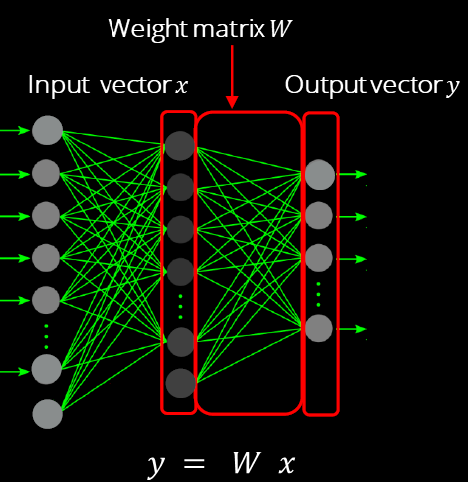 Weight matrix W
Input vector x
Output vector y
y = W x